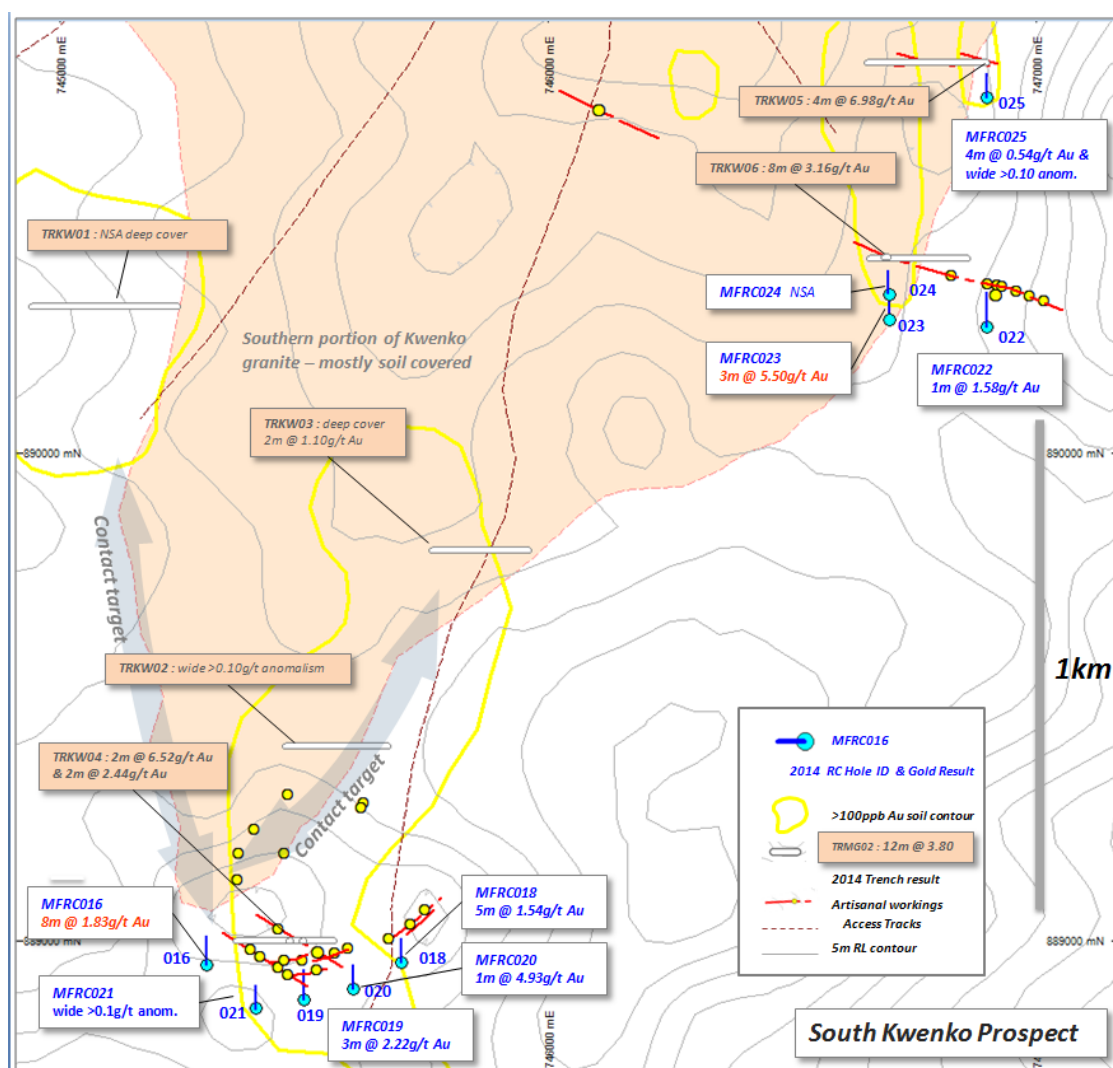 745000 mE
746000 mE
747000 mE
TRKW05 : 4m @ 6.98g/t Au
025
MFRC025
4m @ 0.54g/t Au &
wide >0.10 anom.
TRKW06 : 8m @ 3.16g/t Au
TRKW01 : NSA deep cover
MFRC024 NSA
024
023
022
MFRC023
3m @ 5.50g/t Au
MFRC022
1m @ 1.58g/t Au
Southern portion of Kwenko
granite – mostly soil covered
TRKW03 : deep cover
2m @ 1.10g/t Au
890000 mN
890000 mN
Contact target
TRKW02 : wide >0.10g/t anomalism
1km
TRKW04 : 2m @ 6.52g/t Au
& 2m @ 2.44g/t Au
Contact target
MFRC016
2014 RC Hole ID & Gold Result
>100ppb Au soil contour
TRMG02 : 12m @ 3.80
2014 Trench result
Artisanal workings
Access Tracks
5m RL contour
MFRC016
8m @ 1.83g/t Au
MFRC018
5m @ 1.54g/t Au
889000 mN
889000 mN
016
018
MFRC020
1m @ 4.93g/t Au
MFRC021
wide >0.1g/t anom.
021
019
020
MFRC019
3m @ 2.22g/t Au
746000 mE
South Kwenko Prospect